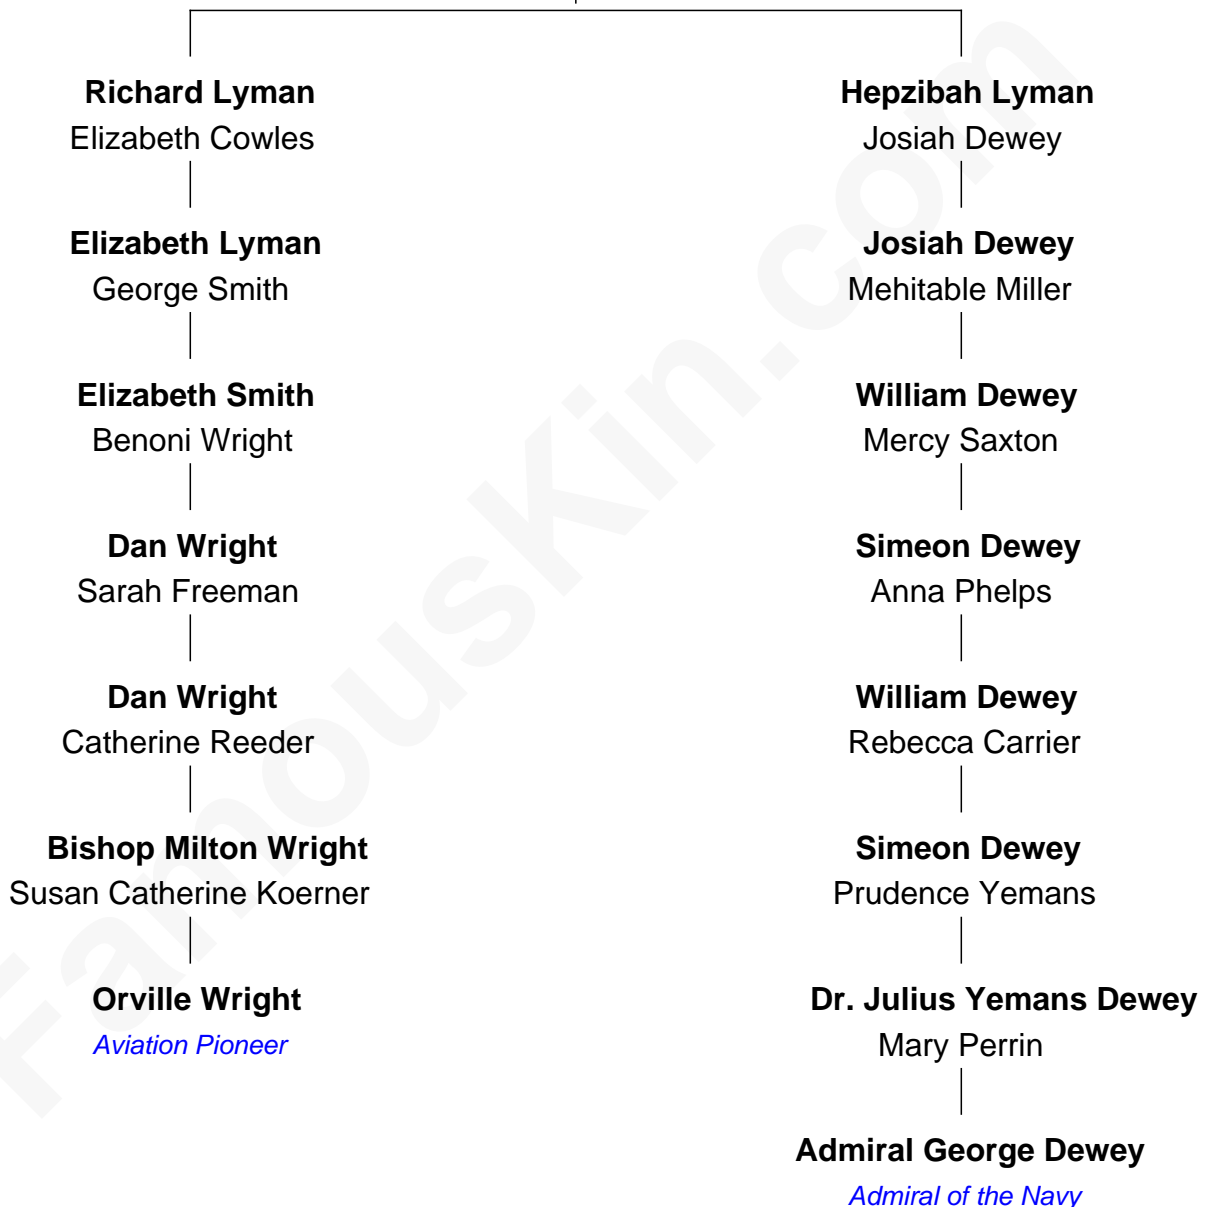 Richard Lyman
Elizabeth Cowles
Elizabeth Lyman
George Smith
Elizabeth Smith
Benoni Wright
Dan Wright
Sarah Freeman
Dan Wright
Catherine Reeder
Bishop Milton Wright
Susan Catherine Koerner
Orville Wright
Aviation Pioneer
Hepzibah Lyman
Josiah Dewey
Josiah Dewey
Mehitable Miller
William Dewey
Mercy Saxton
Simeon Dewey
Anna Phelps
William Dewey
Rebecca Carrier
Simeon Dewey
Prudence Yemans
Dr. Julius Yemans Dewey
Mary Perrin
Admiral George Dewey
Admiral of the Navy
FamousKin.com